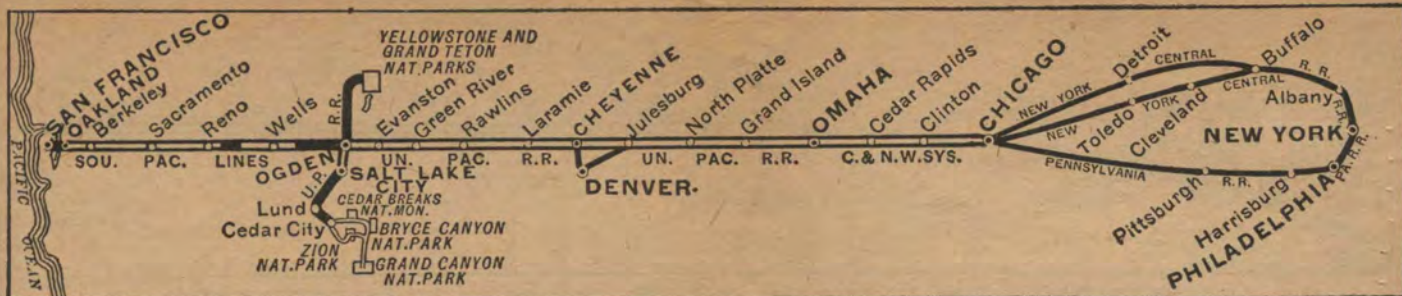 SAN FRANCISCO
OAKLAND
Berkeley
Sacramento
Reno
Wells
OGDEN
R.R.
YELLOWSTONE AND
GRAND TETON
NAT. PARKS
Evanston
Green River
Rawlins
Laramie
CHEYENNE
Julesburg
North Platte
Grand Island
OMAHA
Cedar Rapids
Clinton
CHICAGO
SOU. PAC. LINES
UN. PAC. R.R.
UN. PAC. R.R.
C. & N.W. SYS.
DENVER.
SALT LAKE
CITY
U.P.
Lund
Cedar City
CEDAR BREAKS
NAT. MON.
BRYCE CANYON
NAT. PARK
ZION
NAT. PARK
GRAND CANYON
NAT. PARK
NEW YORK CENTRAL
Detroit
Buffalo
NEW YORK CENTRAL
Toledo
Cleveland
R. R.
Albany
R.R.
NEW YORK
PENNSYLVANIA R.R.
Pittsburgh
Harrisburg
PHILADELPHIA
PA. R.R.
PACIFIC
OCEAN